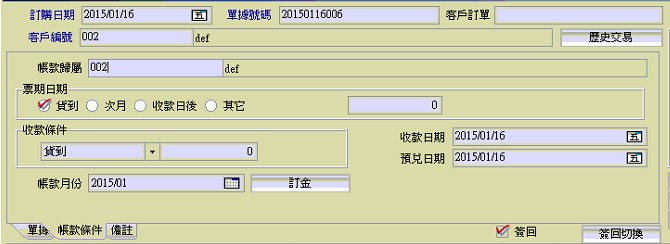 訂購日期 2015/01/16 五 單據號碼 20150116006 客戶訂單
客戶編號 002 def 歷史交易
帳款歸屬 002 def
票期日期
貨到 次月 收款日後 其它 0
收款條件
貨到 0
收款日期 2015/01/16 五
預兌日期 2015/01/16 五
帳款月份 2015/01 訂金
單據 帳款條件 備註 簽回 簽回切換